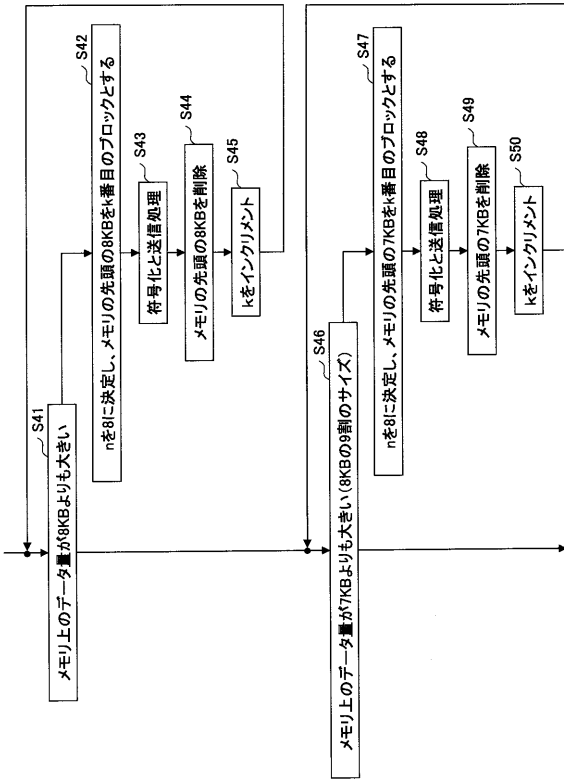 S41
メモリ上のデータ量が8KBよりも大きい
S42
nを8に決定し、メモリの先頭の8KBをk番目のブロックとする
S43
符号化と送信処理
S44
メモリの先頭の8KBを削除
S45
kをインクリメント
S46
メモリ上のデータ量が7KBよりも大きい(8KBの9割のサイズ)
S47
nを8に決定し、メモリの先頭の7KBをk番目のブロックとする
S48
符号化と送信処理
S49
メモリの先頭の7KBを削除
S50
kをインクリメント